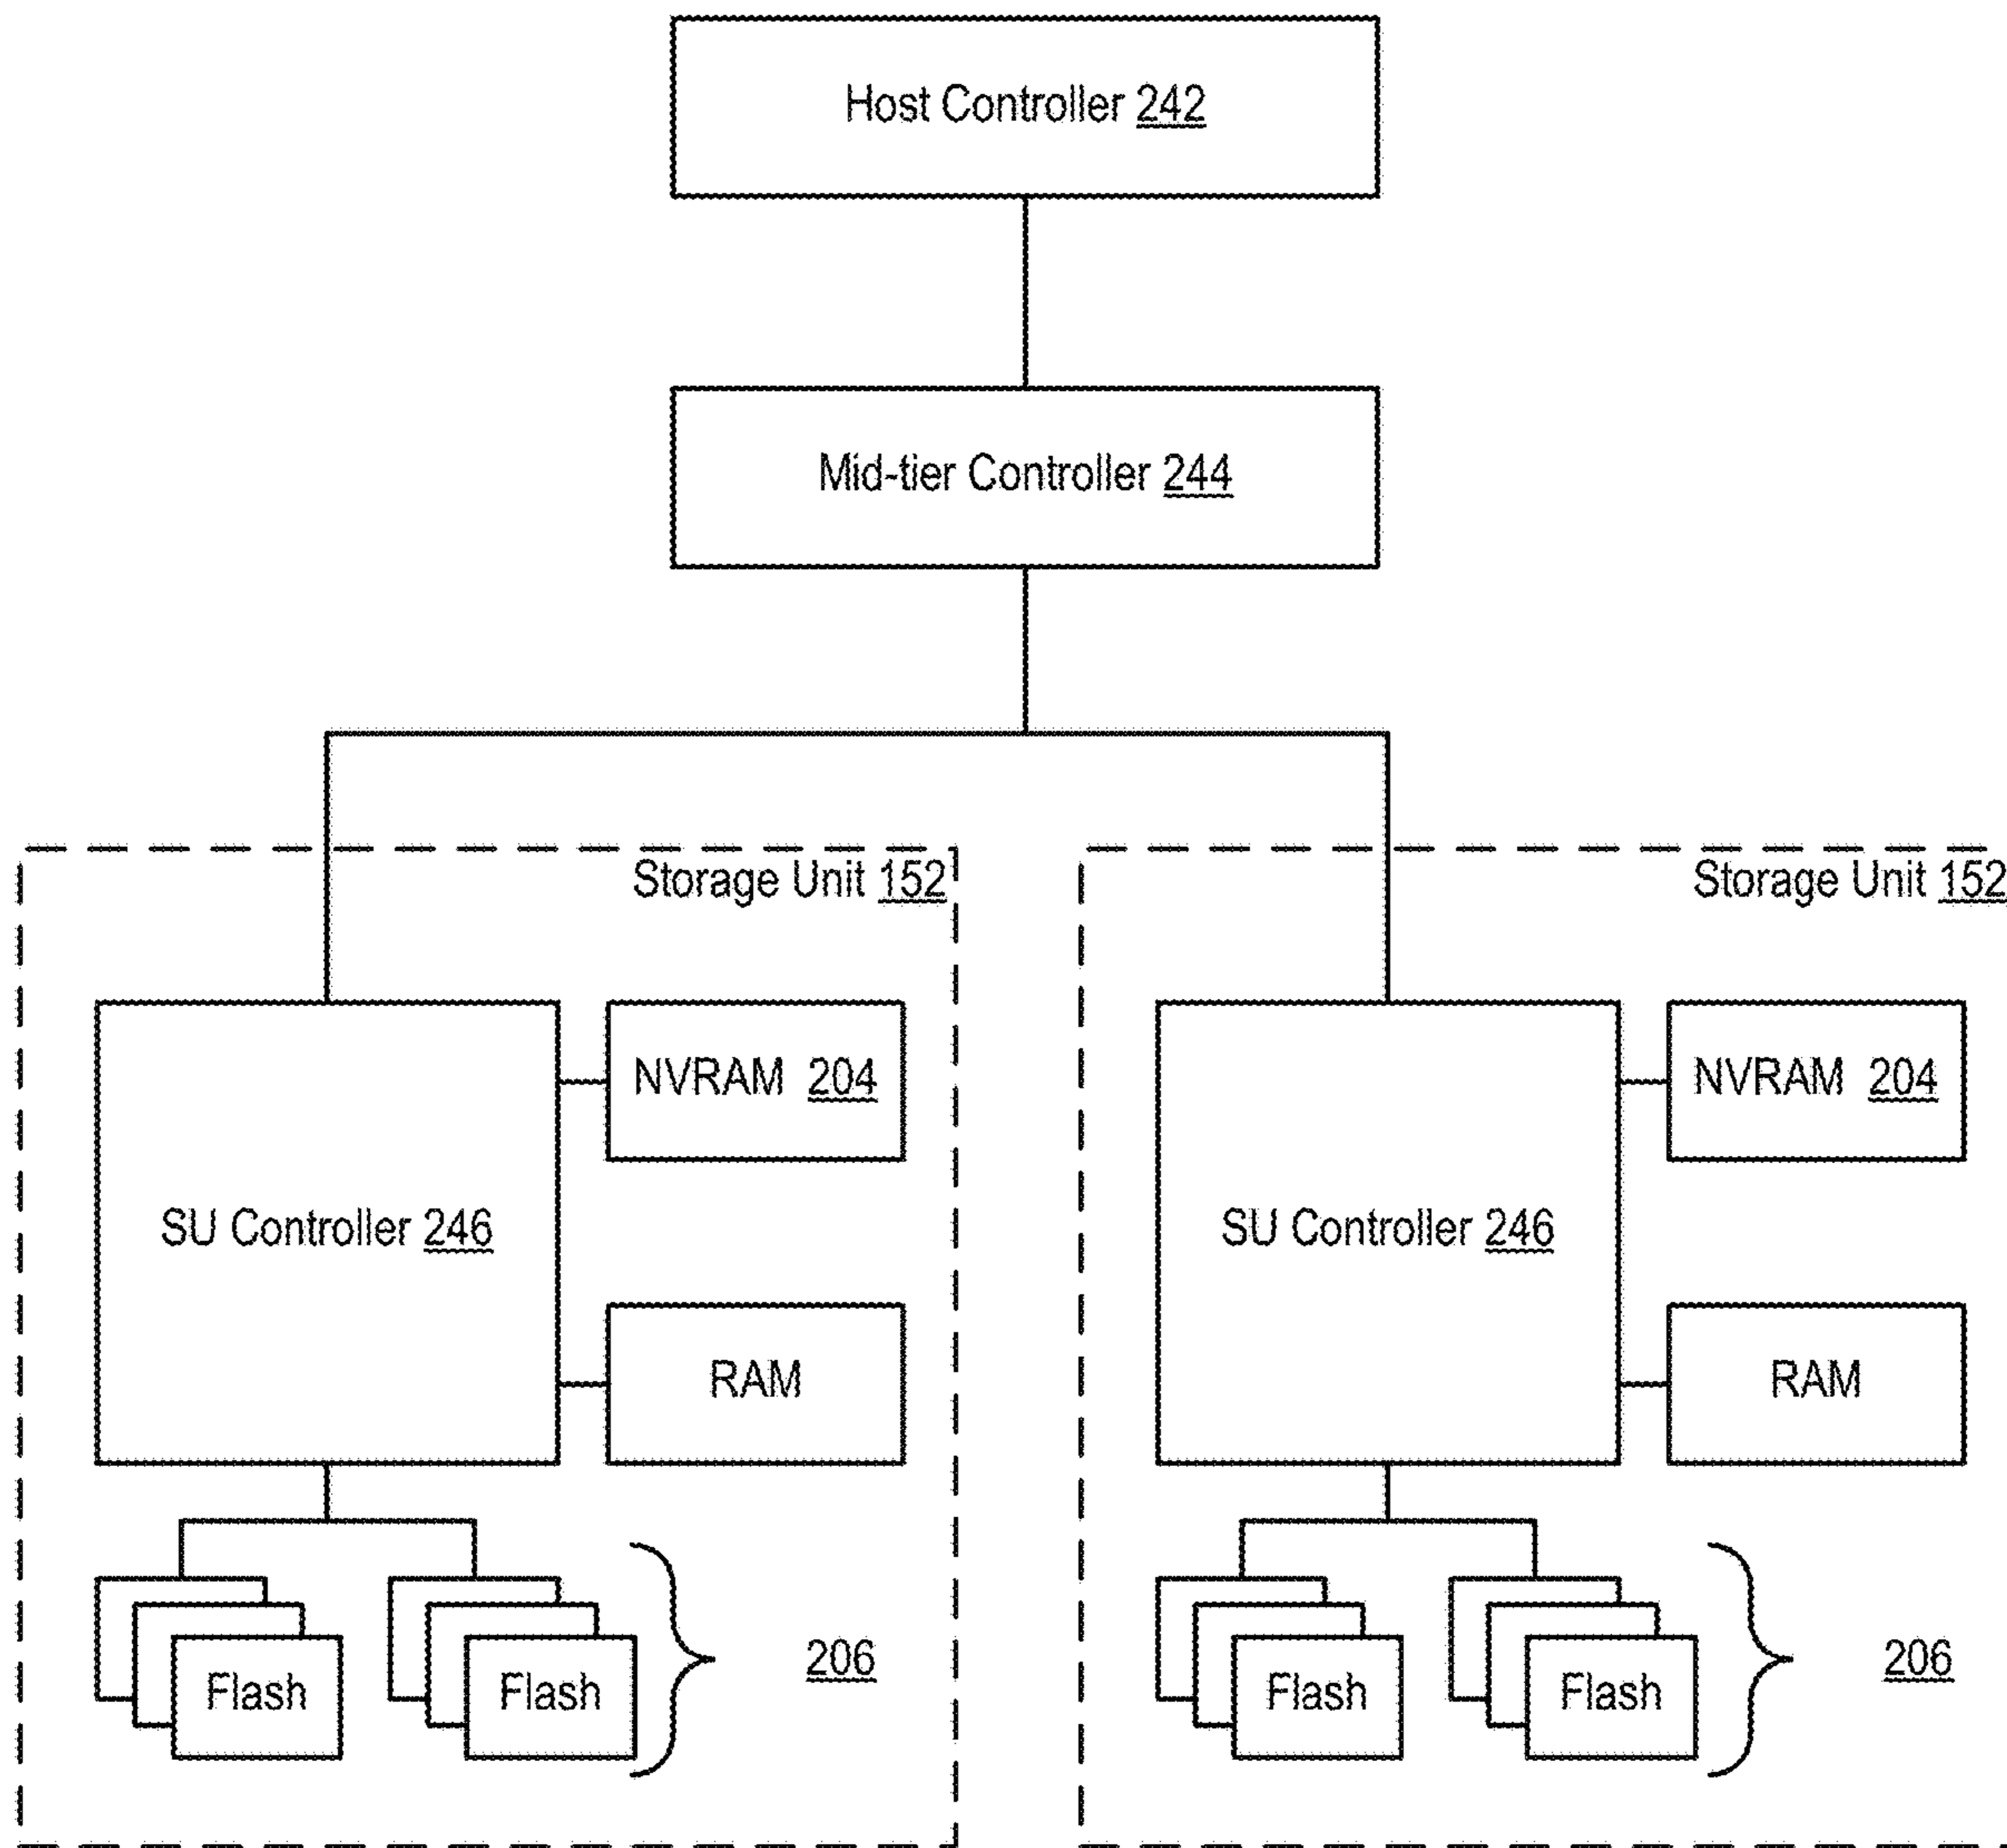 Host Controller 242
Mid-tier Controller 244
Storage Unit 152
SU Controller 246
NVRAM 204
RAM
Flash
Flash
206
Storage Unit 152
SU Controller 246
NVRAM 204
RAM
Flash
Flash
206